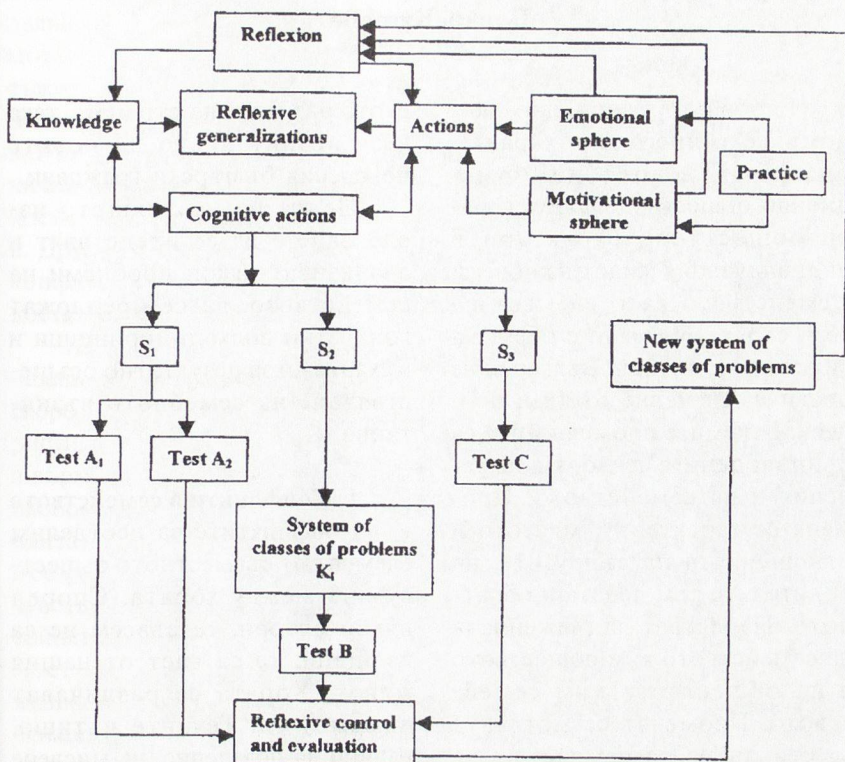 Reflexion
Knowledge
Reflexive
generalizations
Actions
Emotional
sphere
Practice
Cognitive actions
Motivational
sphere
S₁
S₂
S₃
New system of
classes of problems
Test A₁
Test A₂
Test C
System of
classes of problems
Kᵢ
Test B
Reflexive control
and evaluation